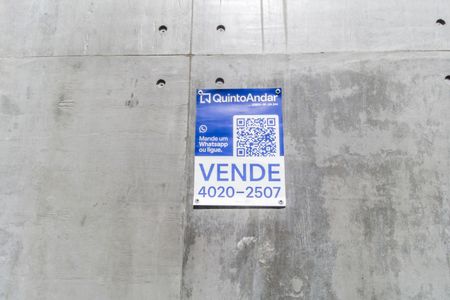 QuintoAndar
Mande um
Whatsapp
ou ligue.
VENDE
4020-2507